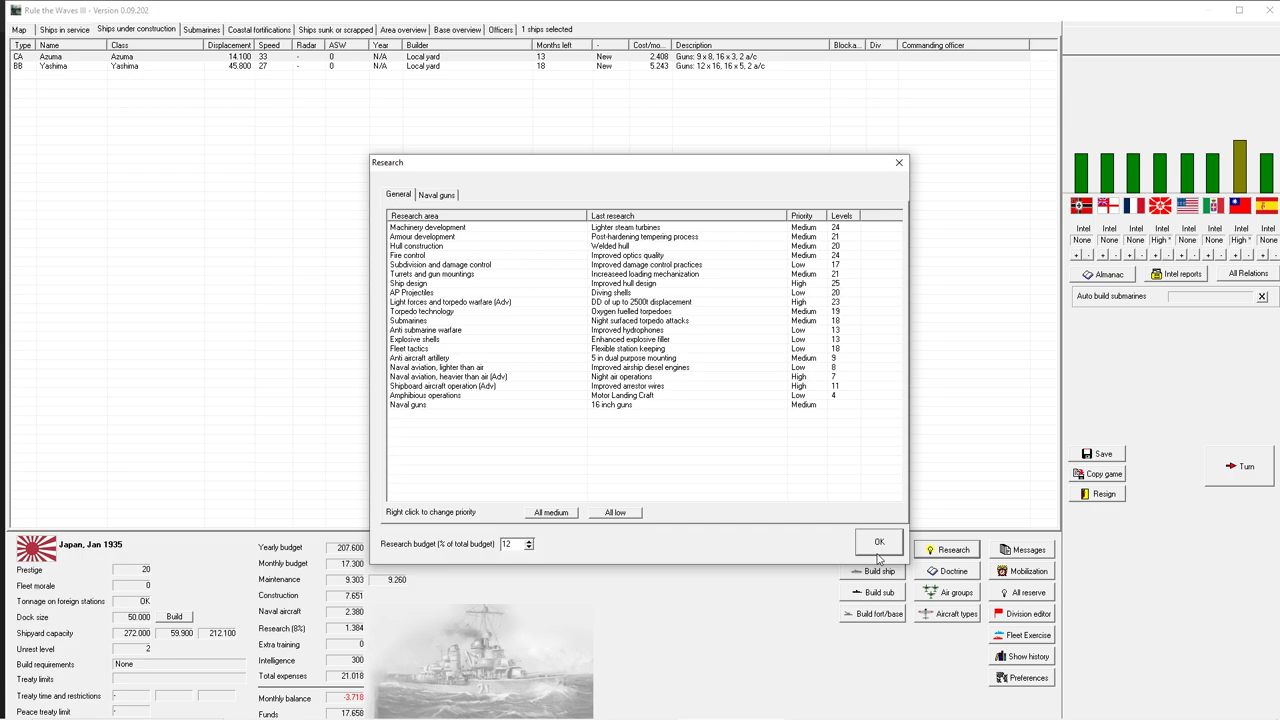 Rule the Waves III - Version 0.09.202
Map Ships in service Ships under construction Submarines Coastal fortifications Ships sunk or scrapped Area overview Base overview Officers 1 ships selected
Type Name Class Displacement Speed Radar ASW Year Builder Months left - Cost/mo... Description Blocka... Div Commanding officer
CA Azuma Azuma 14.100 33 - 0 N/A Local yard 13 New 2.408 Guns: 9 x 8, 16 x 3, 2 a/c
BB Yashima Yashima 45.800 27 - 0 N/A Local yard 18 New 5.243 Guns: 12 x 16, 16 x 5, 2 a/c
Research
General Naval guns
Research area Last research Priority Levels
Machinery development Lighter steam turbines Medium 24
Armour development Post-hardening tempering process Medium 21
Hull construction Welded hull Medium 20
Fire control Improved optics quality Medium 24
Subdivision and damage control Improved damage control practices Low 17
Turrets and gun mountings Increaseed loading mechanization Medium 21
Ship design Improved hull design High 25
AP Projectiles Diving shells Low 20
Light forces and torpedo warfare (Adv) DD of up to 2500t displacement High 23
Torpedo technology Oxygen fuelled torpedoes Medium 19
Submarines Night surfaced torpedo attacks Medium 18
Anti submarine warfare Improved hydrophones Low 13
Explosive shells Enhanced explosive filler Low 13
Fleet tactics Flexible station keeping Low 18
Anti aircraft artillery 5 in dual purpose mounting Medium 9
Naval aviation, lighter than air Improved airship diesel engines Low 8
Naval aviation, heavier than air (Adv) Night air operations High 7
Shipboard aircraft operation (Adv) Improved arrestor wires High 11
Amphibious operations Motor Landing Craft Low 4
Naval guns 16 inch guns Medium
Right click to change priority All medium All low
Research budget (% of total budget) 12 OK
Intel Intel Intel Intel Intel Intel Intel Intel
None None None High * None None High * None
+ - + - + - + - + - + - + - + -
Almanac Intel reports All Relations
Auto build submarines X
Save
Copy game
Resign
Turn
Japan, Jan 1935
Prestige 20
Fleet morale 0
Tonnage on foreign stations OK
Dock size 50.000 Build
Shipyard capacity 272.000 59.900 212.100
Unrest level 2
Build requirements None
Treaty limits
Treaty time and restrictions -
Peace treaty limit -
Yearly budget 207.600
Monthly budget 17.300
Maintenance 9.303 9.260
Construction 7.651
Naval aircraft 2.380
Research (8%) 1.384
Extra training 0
Intelligence 300
Total expenses 21.018
Monthly balance -3.718
Funds 17.658
Research Messages
Build ship Doctrine Mobilization
Build sub Air groups All reserve
Build fort/base Aircraft types Division editor
Fleet Exercise
Show history
Preferences